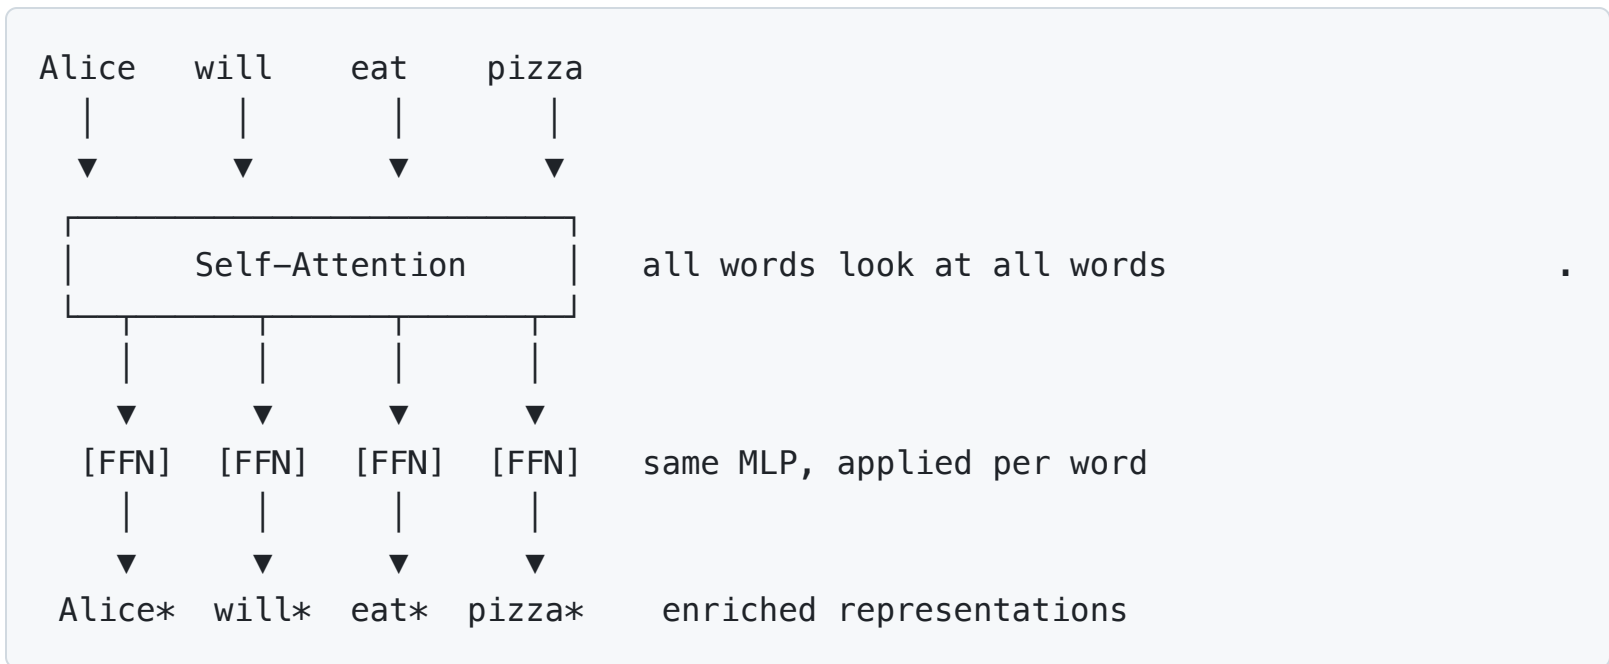 Alice will eat pizza
Self-Attention all words look at all words .
[FFN] [FFN] [FFN] [FFN] same MLP, applied per word
Alice* will* eat* pizza* enriched representations